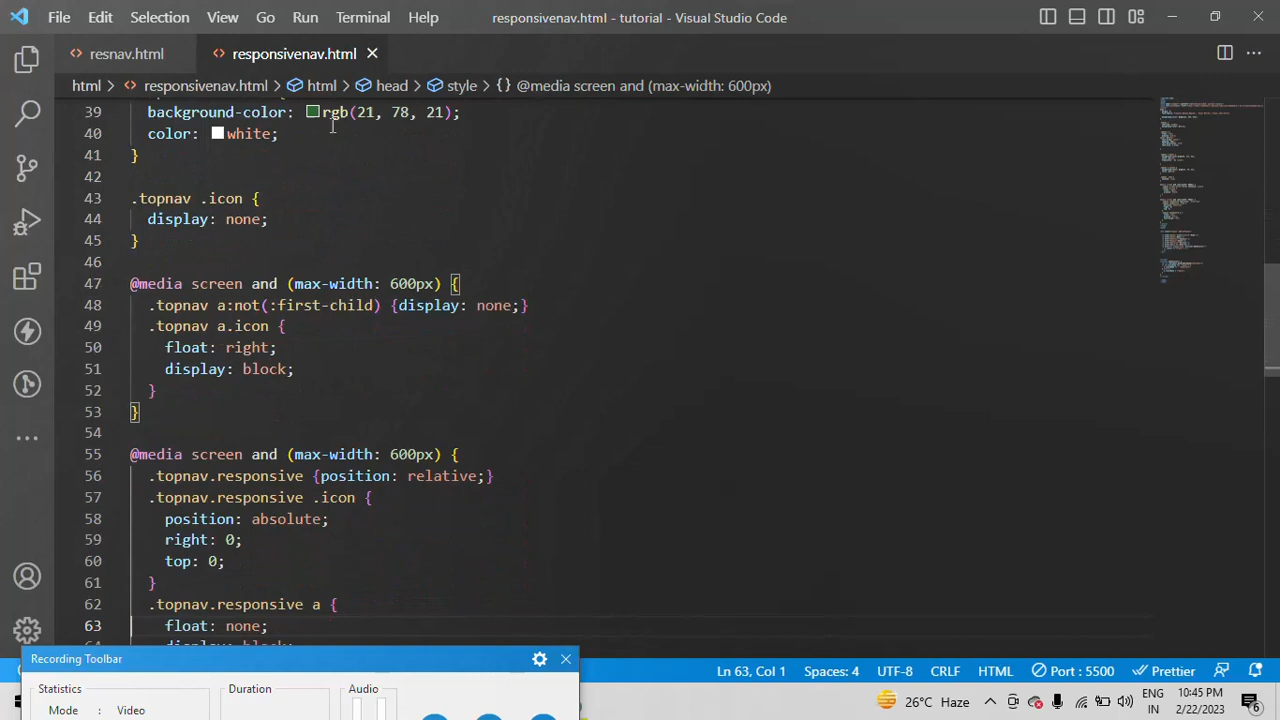 File Edit Selection View Go Run Terminal Help responsivenav.html - tutorial - Visual Studio Code
resnav.html responsivenav.html
html > responsivenav.html > html > head > style > {} @media screen and (max-width: 600px)
39 background-color: rgb(21, 78, 21);
40 color: white;
41 }
42
43 .topnav .icon {
44 display: none;
45 }
46
47 @media screen and (max-width: 600px) {
48 .topnav a:not(:first-child) {display: none;}
49 .topnav a.icon {
50 float: right;
51 display: block;
52 }
53 }
54
55 @media screen and (max-width: 600px) {
56 .topnav.responsive {position: relative;}
57 .topnav.responsive .icon {
58 position: absolute;
59 right: 0;
60 top: 0;
61 }
62 .topnav.responsive a {
63 float: none;
Recording Toolbar
Statistics Duration Audio
Mode : Video
Ln 63, Col 1 Spaces: 4 UTF-8 CRLF HTML Port : 5500 Prettier
26°C Haze ENG IN 10:45 PM 2/22/2023 6